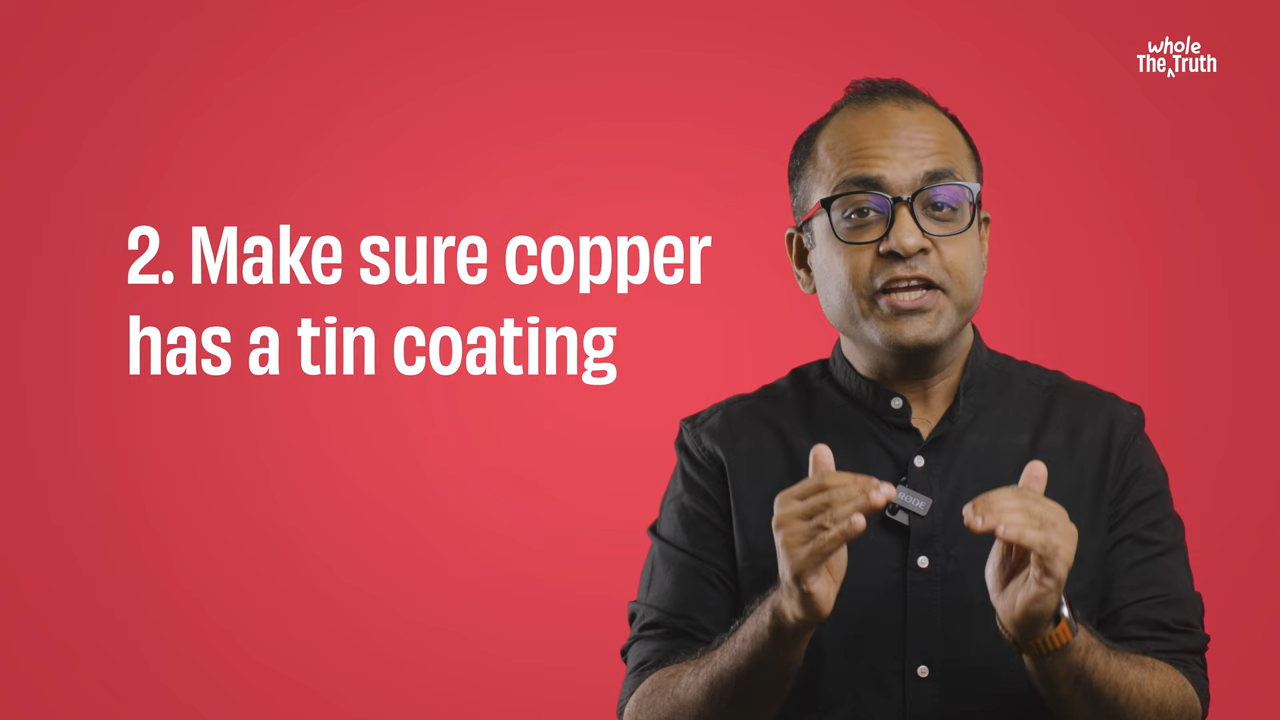 whole
The Truth
2. Make sure copper
has a tin coating
RODE